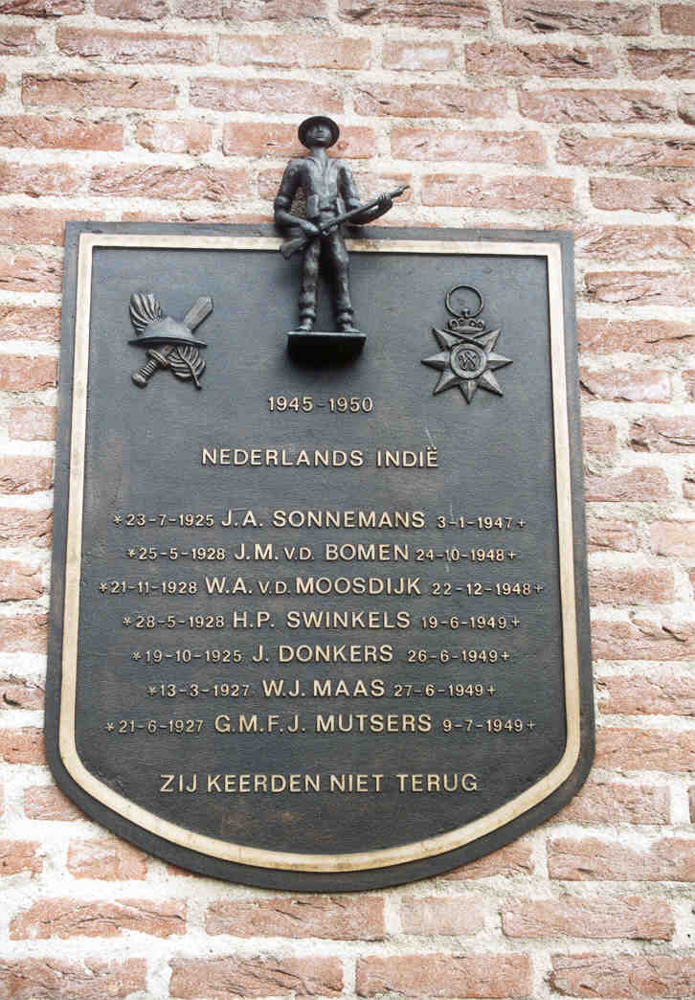 1945-1950
NEDERLANDS INDIË
*23-7-1925 J.A. SONNEMANS 3-1-1947+
*25-5-1928 J.M. V.D. BOMEN 24-10-1948+
*21-11-1928 W.A. V.D. MOOSDIJK 22-12-1948+
*28-5-1928 H.P. SWINKELS 19-6-1949+
*19-10-1925 J. DONKERS 26-6-1949+
*13-3-1927 W.J. MAAS 27-6-1949+
*21-6-1927 G.M.F.J. MUTSERS 9-7-1949+
ZIJ KEERDEN NIET TERUG